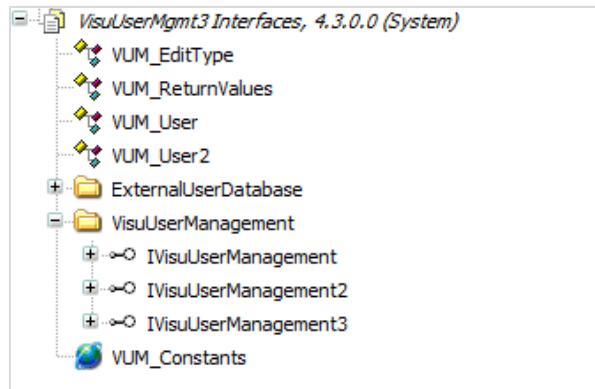 VisuUserMgmt3 Interfaces, 4.3.0.0 (System)
VUM_EditType
VUM_ReturnValues
VUM_User
VUM_User2
ExternalUserDatabase
VisuUserManagement
IVisuUserManagement
IVisuUserManagement2
IVisuUserManagement3
VUM_Constants